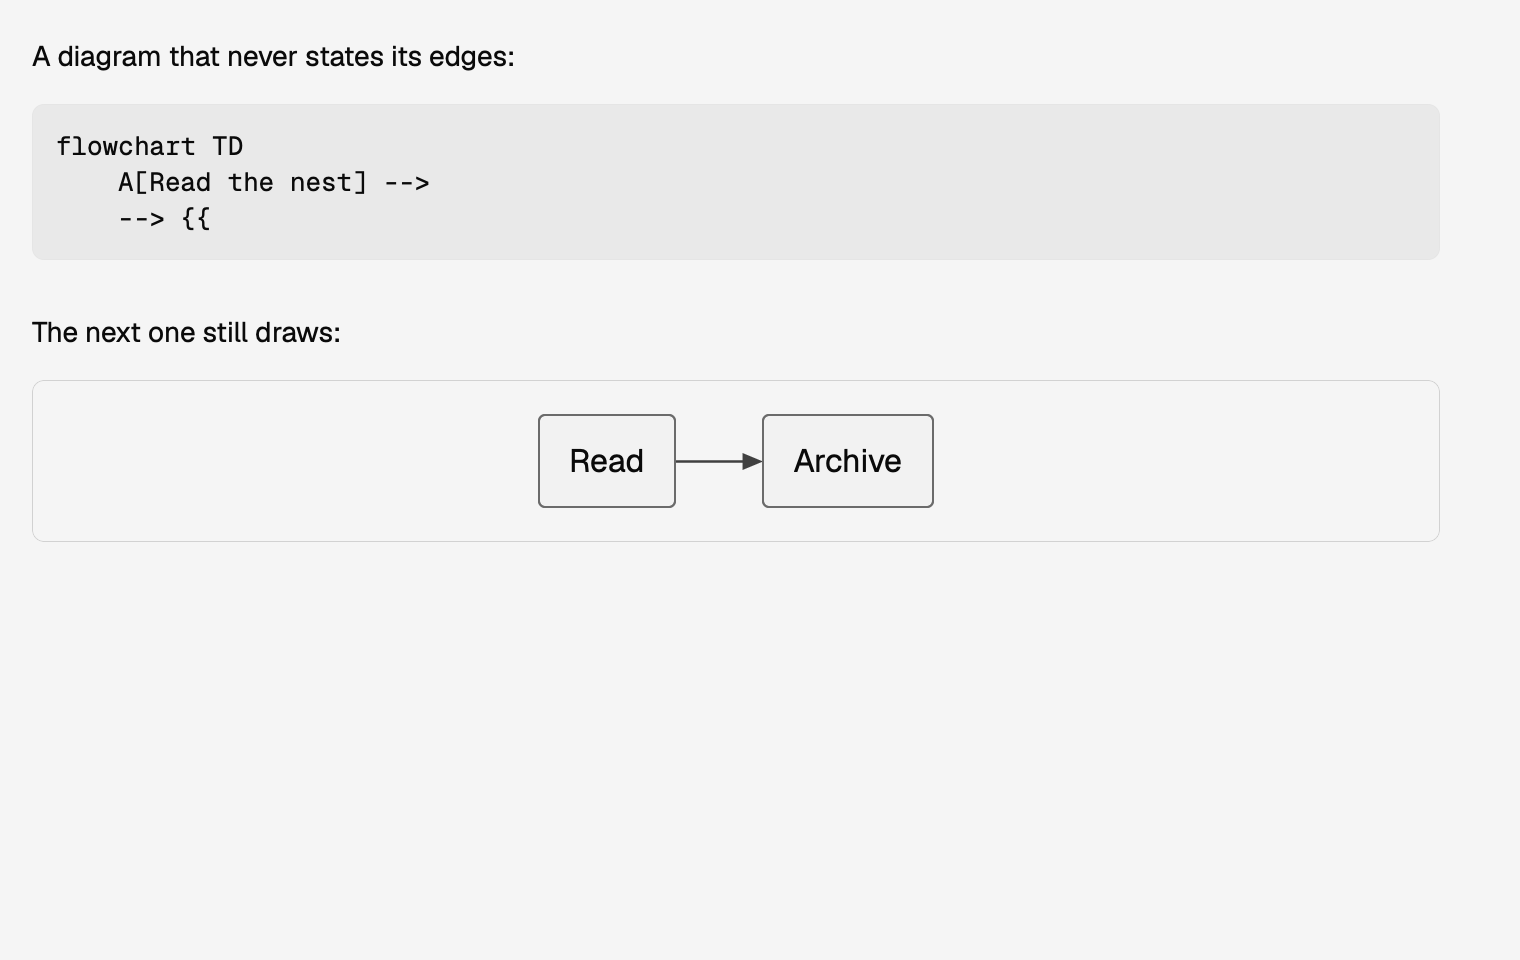 A diagram that never states its edges:
flowchart TD
    A[Read the nest] -->
    --> {{
The next one still draws:
Read
Archive